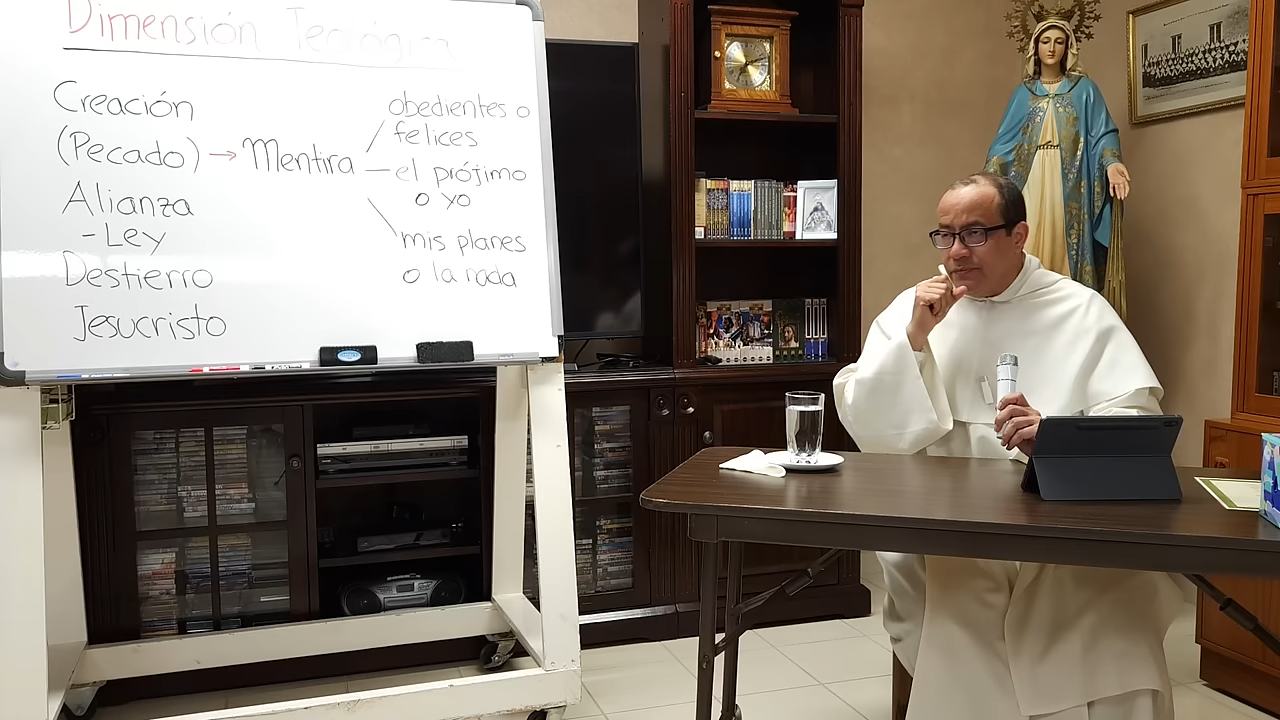 Dimensión Teológica
Creación
(Pecado) → Mentira
Alianza
- Ley
Destierro
Jesucristo
obedientes o
felices
el prójimo
o yo
mis planes
o la nada